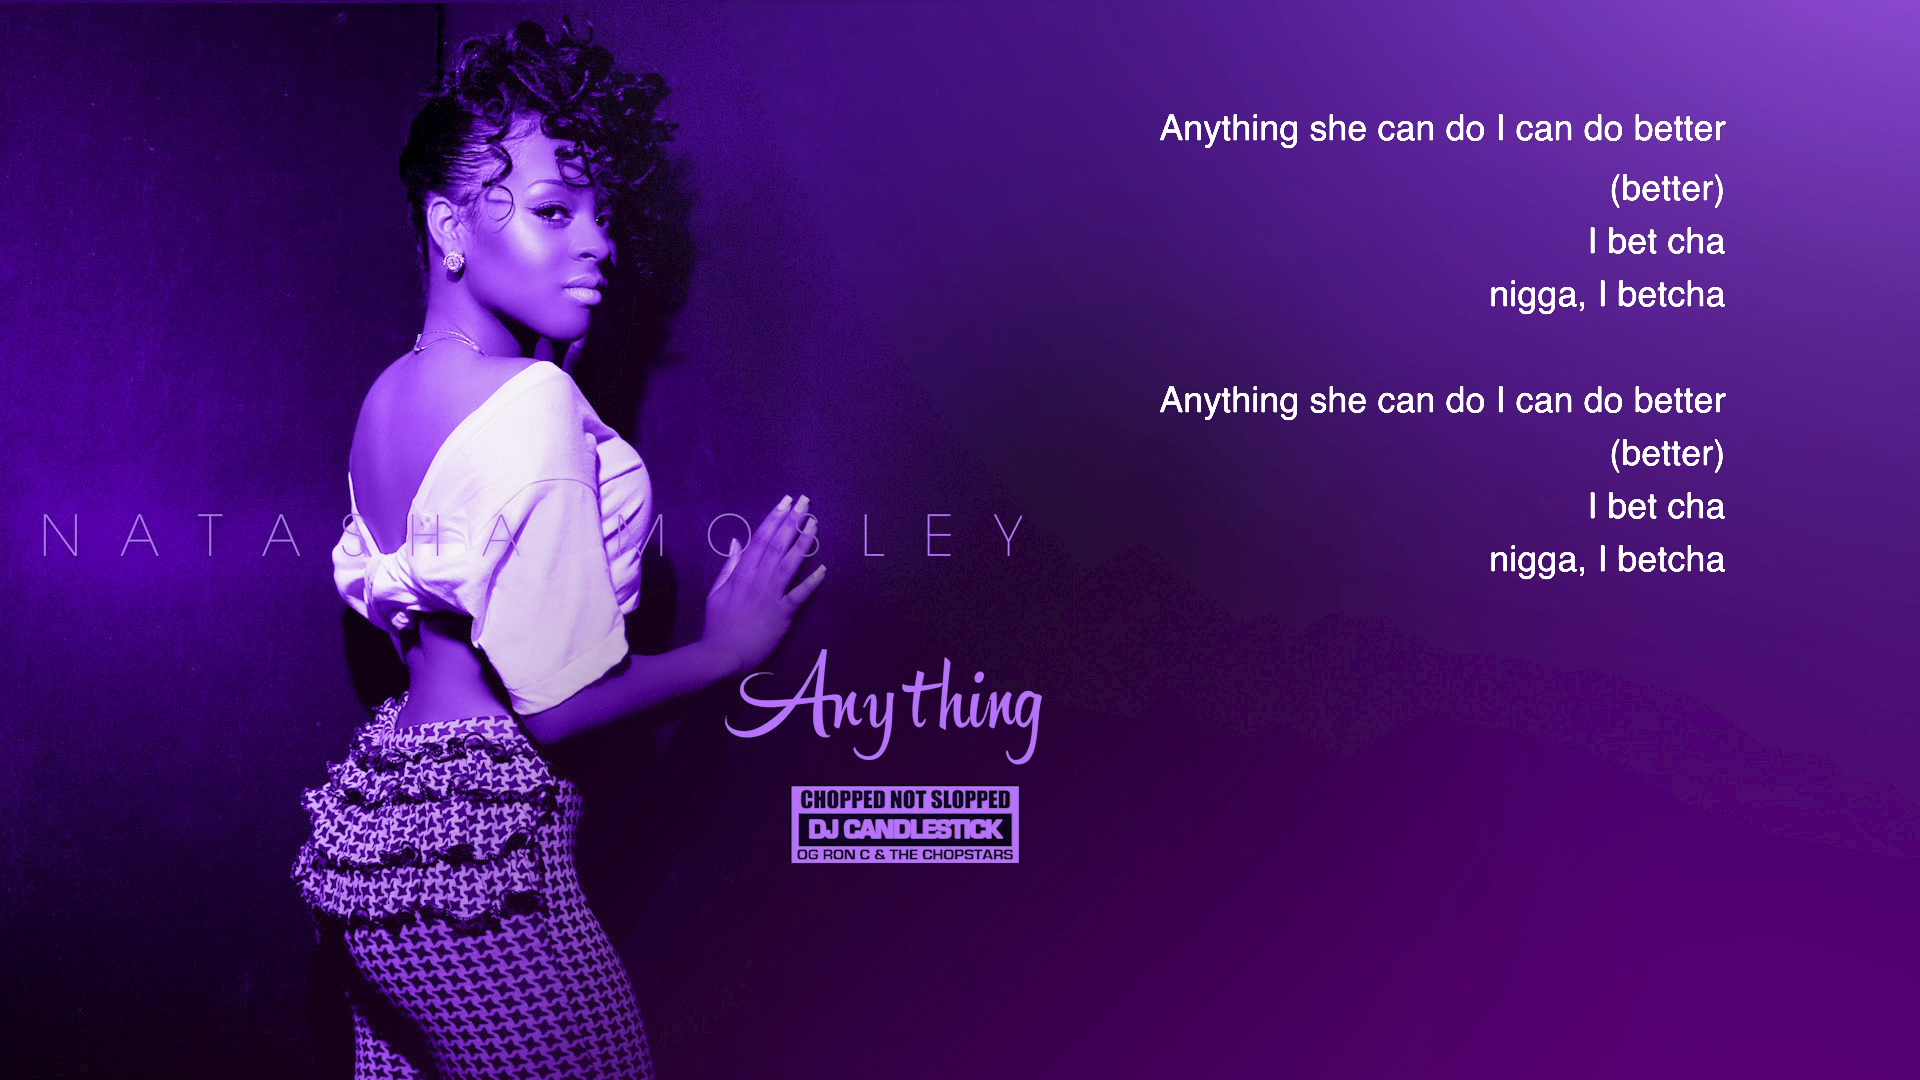 Anything she can do I can do better
(better)
I bet cha
nigga, I betcha
Anything she can do I can do better
(better)
I bet cha
nigga, I betcha
NATASHA MOSLEY
Anything
CHOPPED NOT SLOPPED
DJ CANDLESTICK
OG RON C & THE CHOPSTARS